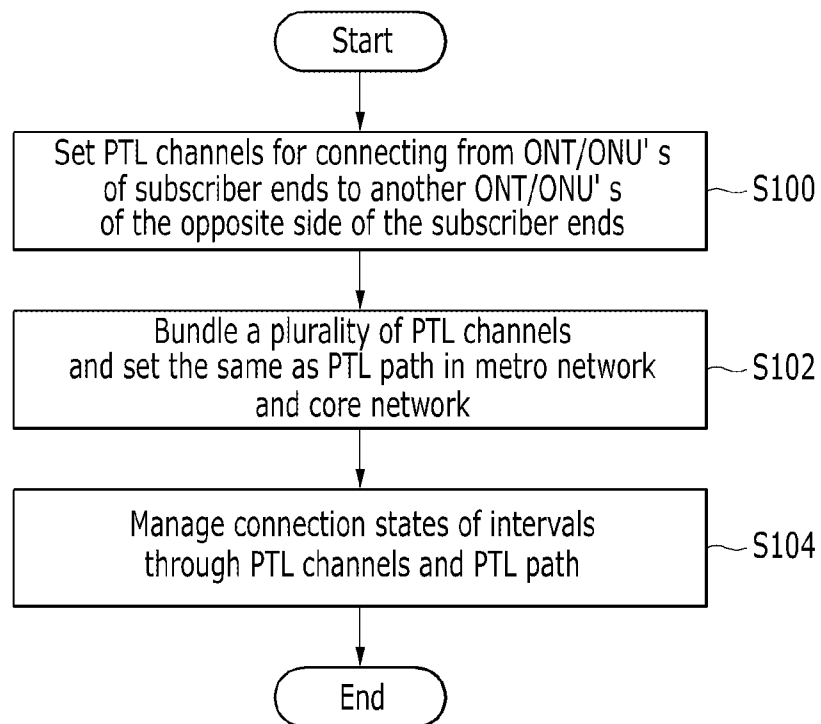 Start
Set PTL channels for connecting from ONT/ONU' s
of subscriber ends to another ONT/ONU' s
of the opposite side of the subscriber ends
S100
Bundle a plurality of PTL channels
and set the same as PTL path in metro network
and core network
S102
Manage connection states of intervals
through PTL channels and PTL path
S104
End